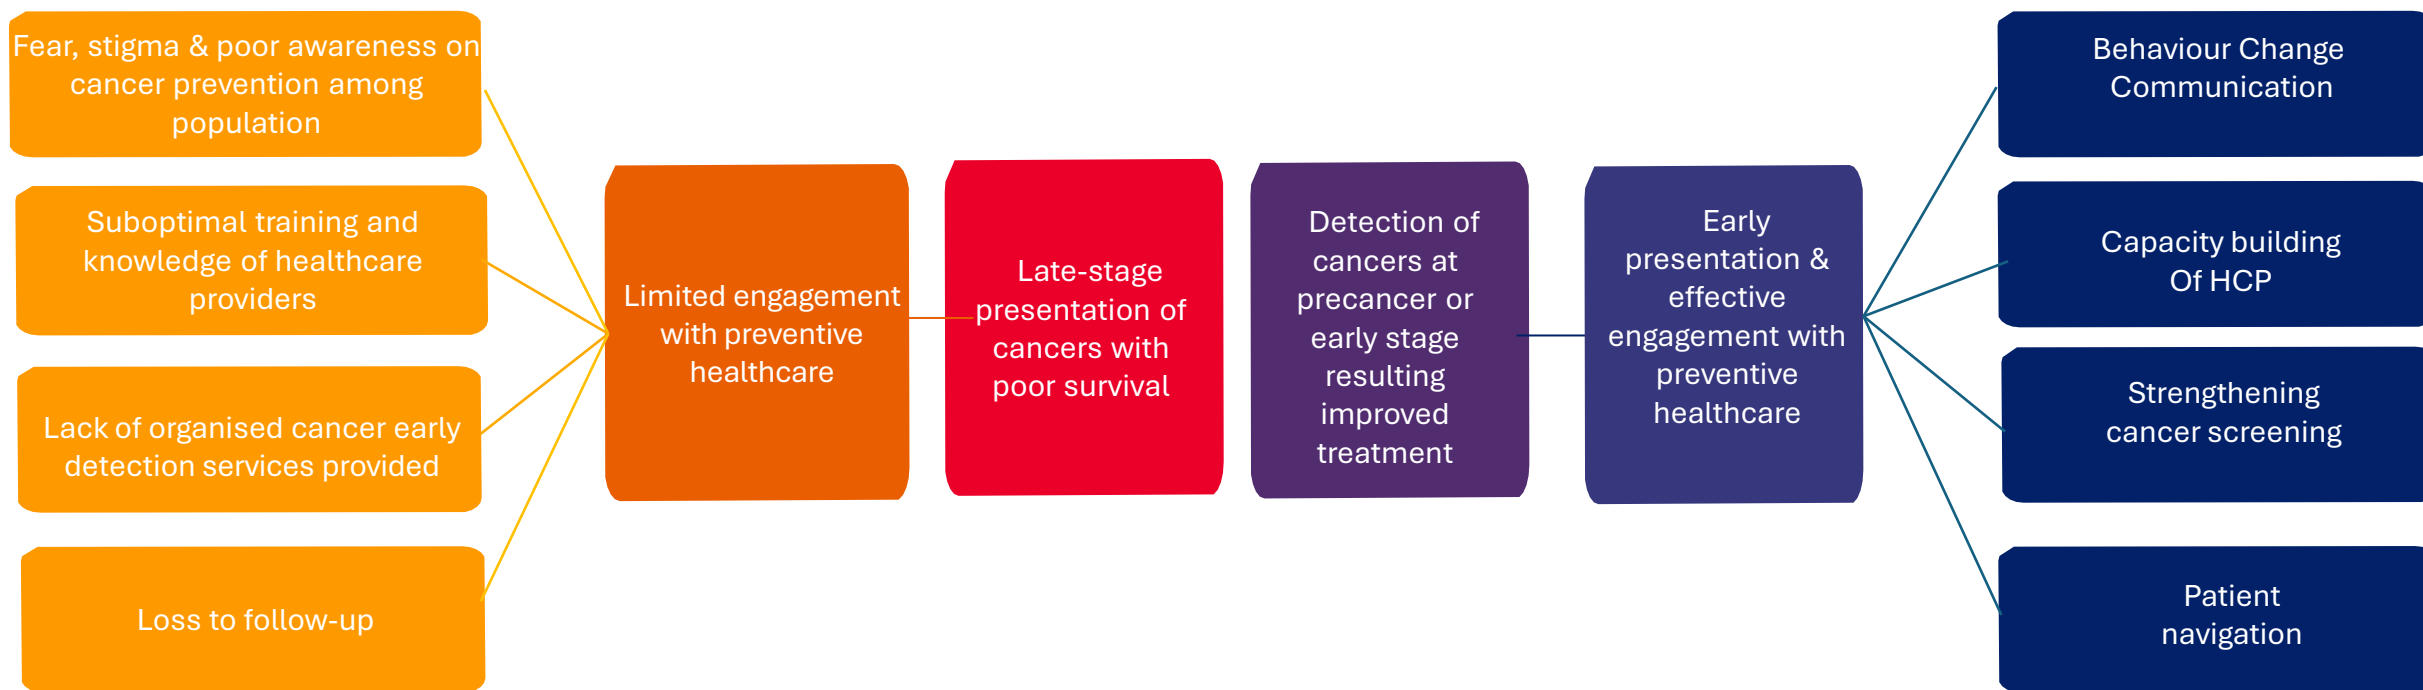 Fear, stigma & poor awareness on
cancer prevention among
population
Suboptimal training and
knowledge of healthcare
providers
Lack of organised cancer early
detection services provided
Loss to follow-up
Limited engagement
with preventive
healthcare
Late-stage
presentation of
cancers with
poor survival
Detection of
cancers at
precancer or
early stage
resulting
improved
treatment
Early
presentation &
effective
engagement with
preventive
healthcare
Behaviour Change
Communication
Capacity building
Of HCP
Strengthening
cancer screening
Patient
navigation